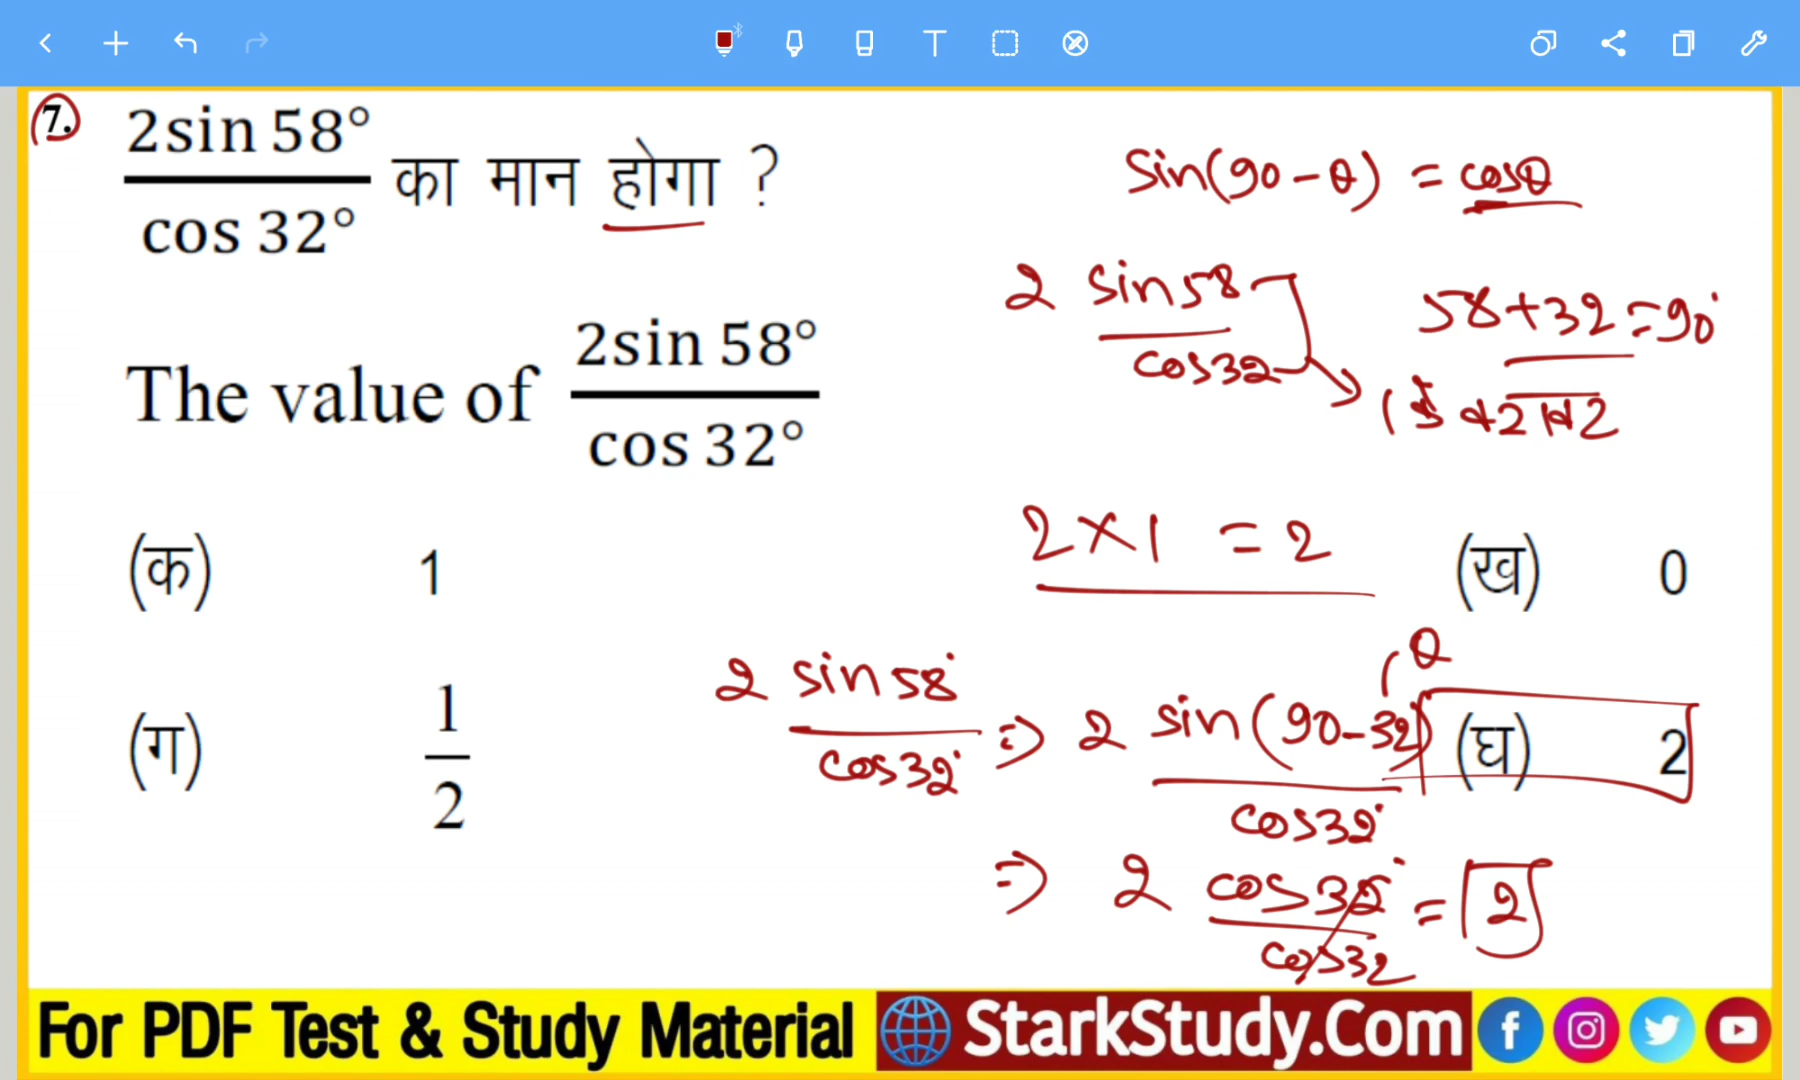 7.
2sin 58°
cos 32°
का मान होगा ?
The value of
2sin 58°
cos 32°
(क) 1
(ख) 0
(ग) 1
2
(घ) 2
sin(90-θ) = cosθ
2 sin58
cos32
58+32=90°
2×1 = 2
2 sin58°
cos32°
⇒ 2 sin(90-32)
cos32°
θ
⇒ 2 cos32° = 2
cos32
For PDF Test & Study Material StarkStudy.Com